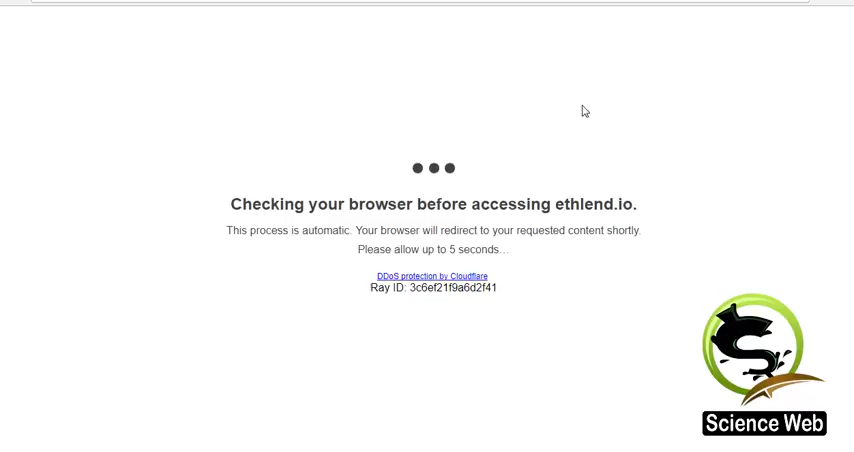 Checking your browser before accessing ethlend.io.
This process is automatic. Your browser will redirect to your requested content shortly.
Please allow up to 5 seconds…
DDoS protection by Cloudflare
Ray ID: 3c6ef21f9a6d2f41
Science Web